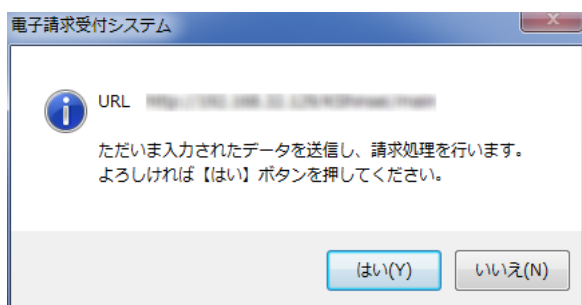 電子請求受付システム
URL
ただいま入力されたデータを送信し、請求処理を行います。
よろしければ【はい】ボタンを押してください。
はい(Y)
いいえ(N)